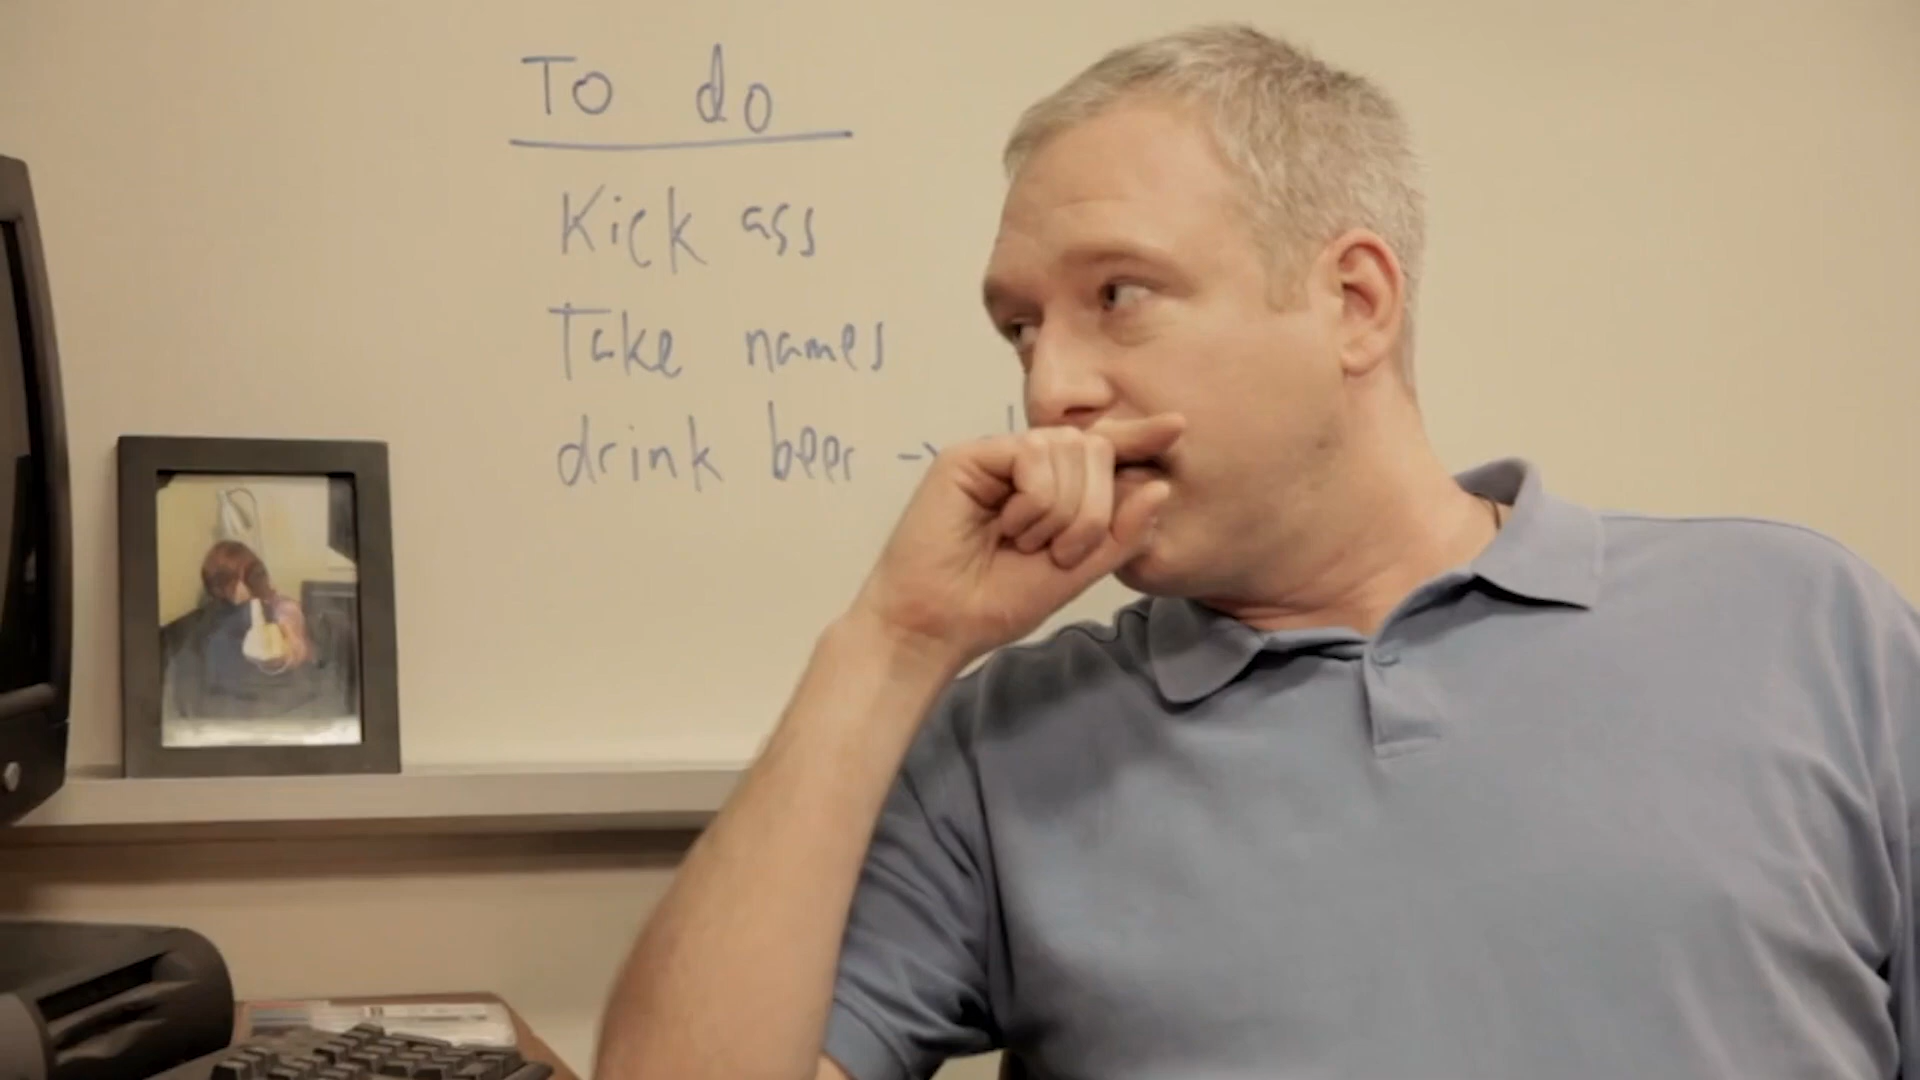 To do
Kick ass
Take names
drink beer →